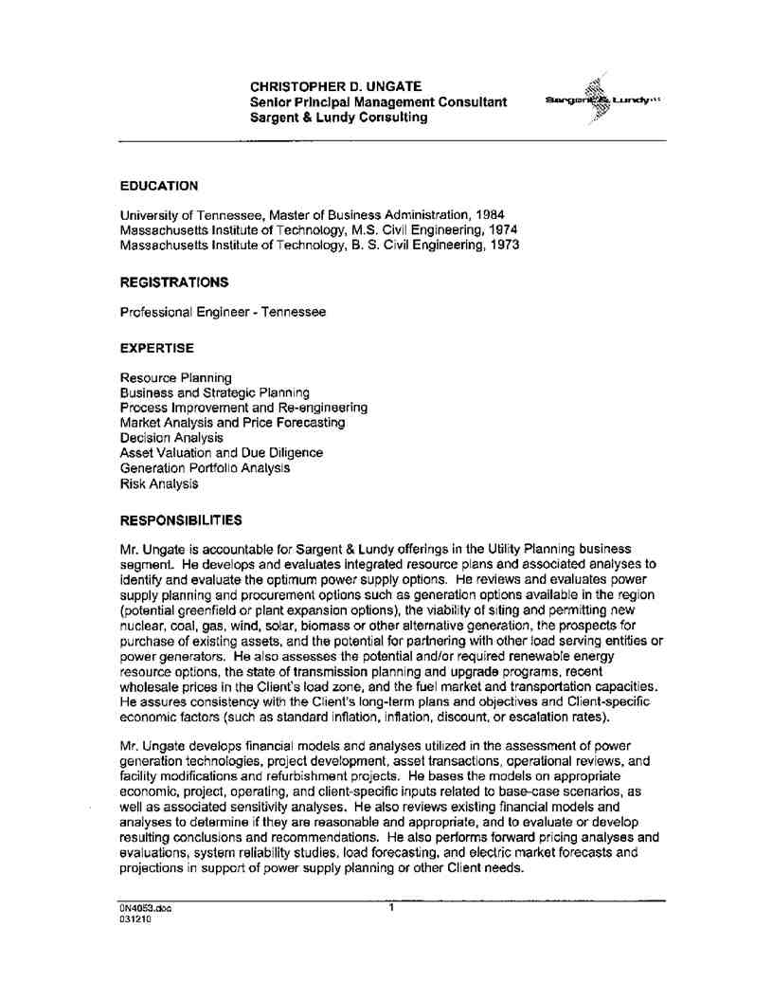 CHRISTOPHER D. UNGATE
Senior Principal Management Consultant
Sargent & Lundy Consulting
Sargent & Lundy LLC
EDUCATION
University of Tennessee, Master of Business Administration, 1984
Massachusetts Institute of Technology, M.S. Civil Engineering, 1974
Massachusetts Institute of Technology, B. S. Civil Engineering, 1973
REGISTRATIONS
Professional Engineer - Tennessee
EXPERTISE
Resource Planning
Business and Strategic Planning
Process Improvement and Re-engineering
Market Analysis and Price Forecasting
Decision Analysis
Asset Valuation and Due Diligence
Generation Portfolio Analysis
Risk Analysis
RESPONSIBILITIES
Mr. Ungate is accountable for Sargent & Lundy offerings in the Utility Planning business
segment. He develops and evaluates integrated resource plans and associated analyses to
identify and evaluate the optimum power supply options. He reviews and evaluates power
supply planning and procurement options such as generation options available in the region
(potential greenfield or plant expansion options), the viability of siting and permitting new
nuclear, coal, gas, wind, solar, biomass or other alternative generation, the prospects for
purchase of existing assets, and the potential for partnering with other load serving entities or
power generators. He also assesses the potential and/or required renewable energy
resource options, the state of transmission planning and upgrade programs, recent
wholesale prices in the Client's load zone, and the fuel market and transportation capacities.
He assures consistency with the Client's long-term plans and objectives and Client-specific
economic factors (such as standard inflation, inflation, discount, or escalation rates).
Mr. Ungate develops financial models and analyses utilized in the assessment of power
generation technologies, project development, asset transactions, operational reviews, and
facility modifications and refurbishment projects. He bases the models on appropriate
economic, project, operating, and client-specific inputs related to base-case scenarios, as
well as associated sensitivity analyses. He also reviews existing financial models and
analyses to determine if they are reasonable and appropriate, and to evaluate or develop
resulting conclusions and recommendations. He also performs forward pricing analyses and
evaluations, system reliability studies, load forecasting, and electric market forecasts and
projections in support of power supply planning or other Client needs.
0N4053.doc 1
031210